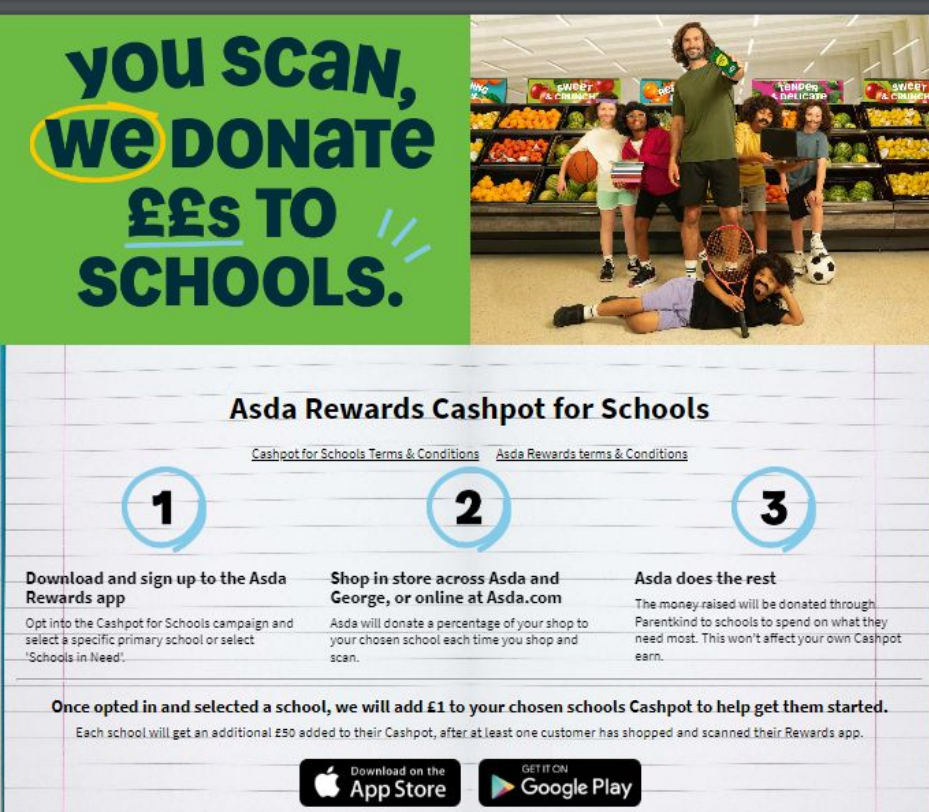 YOU SCAN,
WE DONATE
££s TO
SCHOOLS.
SWEET
& CRUNCHY
TENDER
& DELICATE
SWEET
& CRUNCH
Asda Rewards Cashpot for Schools
Cashpot for Schools Terms & Conditions Asda Rewards terms & Conditions
1
2
3
Download and sign up to the Asda
Rewards app
Opt into the Cashpot for Schools campaign and
select a specific primary school or select
'Schools in Need'.
Shop in store across Asda and
George, or online at Asda.com
Asda will donate a percentage of your shop to
your chosen school each time you shop and
scan.
Asda does the rest
The money raised will be donated through
Parentkind to schools to spend on what they
need most. This won't affect your own Cashpot
earn.
Once opted in and selected a school, we will add £1 to your chosen schools Cashpot to help get them started.
Each school will get an additional £50 added to their Cashpot, after at least one customer has shopped and scanned their Rewards app.
Download on the
App Store
GET IT ON
Google Play